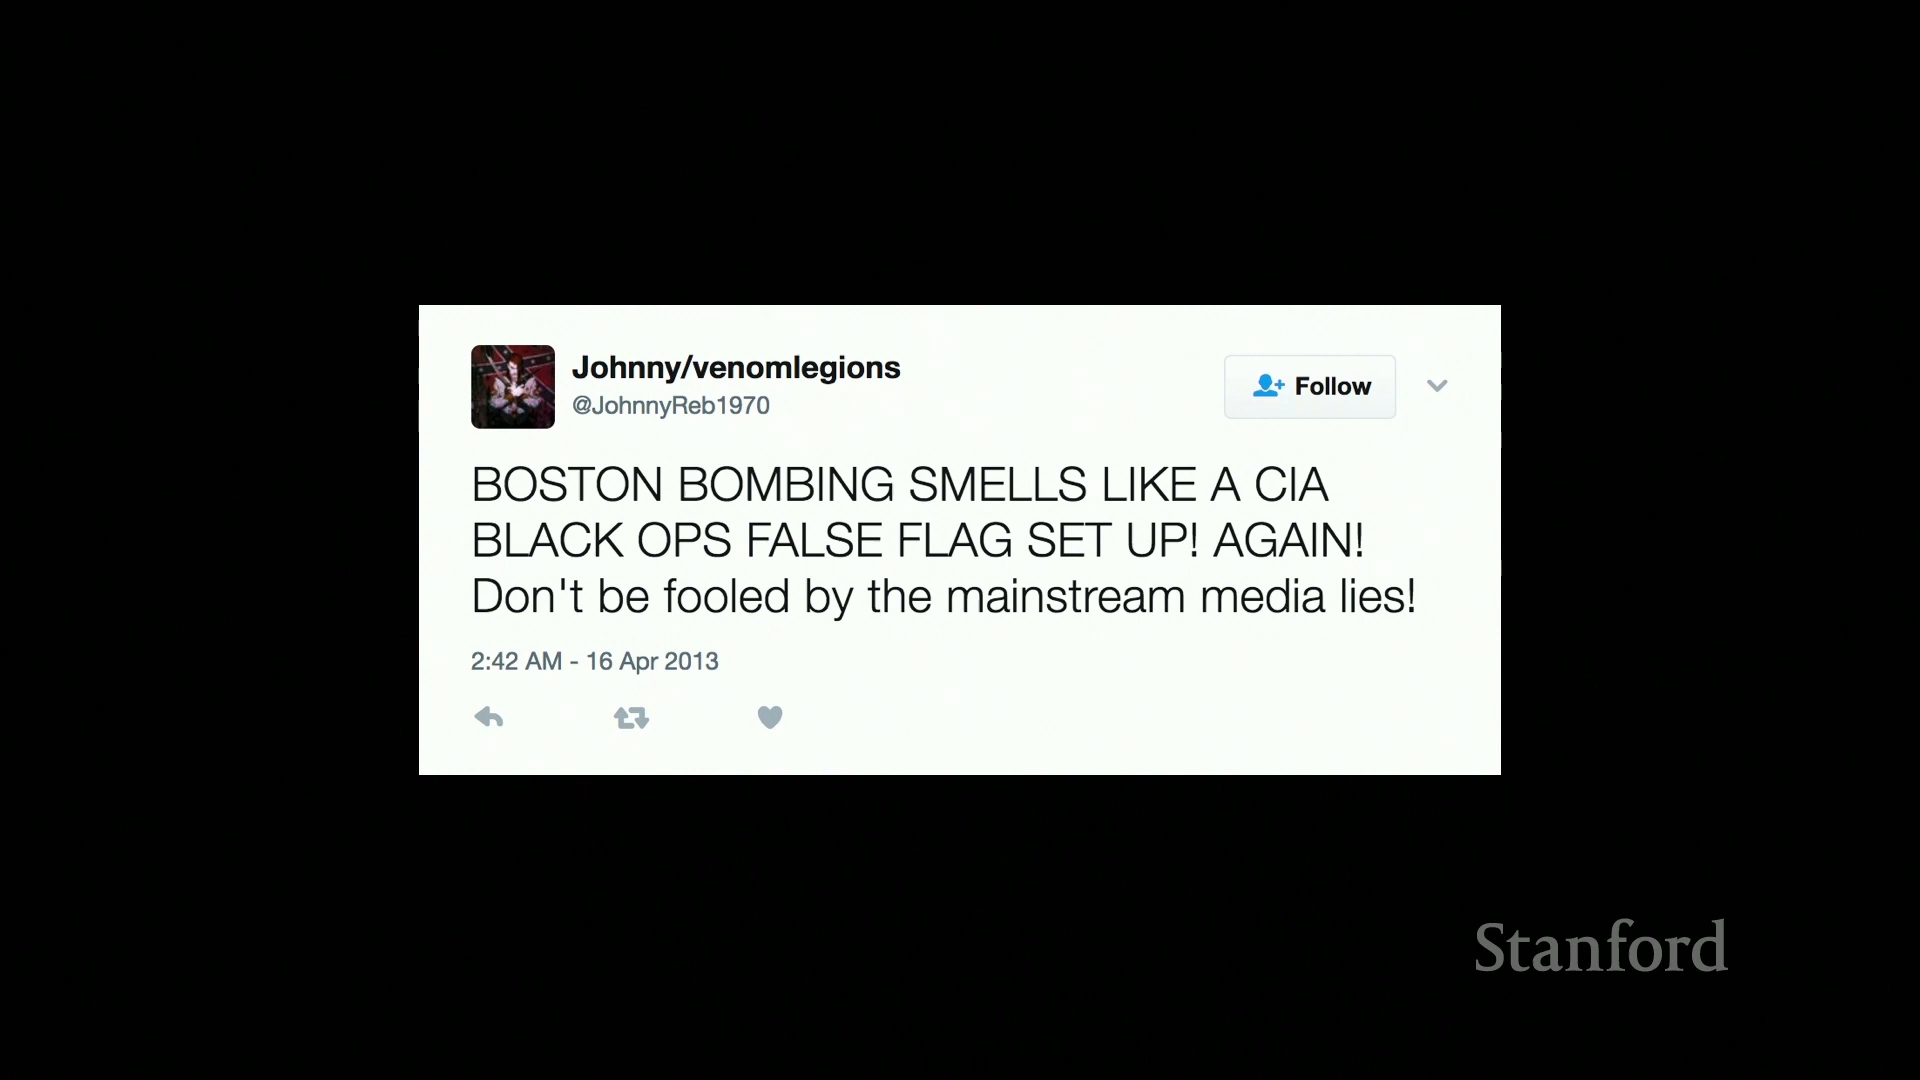 Johnny/venomlegions
@JohnnyReb1970
Follow
BOSTON BOMBING SMELLS LIKE A CIA
BLACK OPS FALSE FLAG SET UP! AGAIN!
Don't be fooled by the mainstream media lies!
2:42 AM - 16 Apr 2013
Stanford